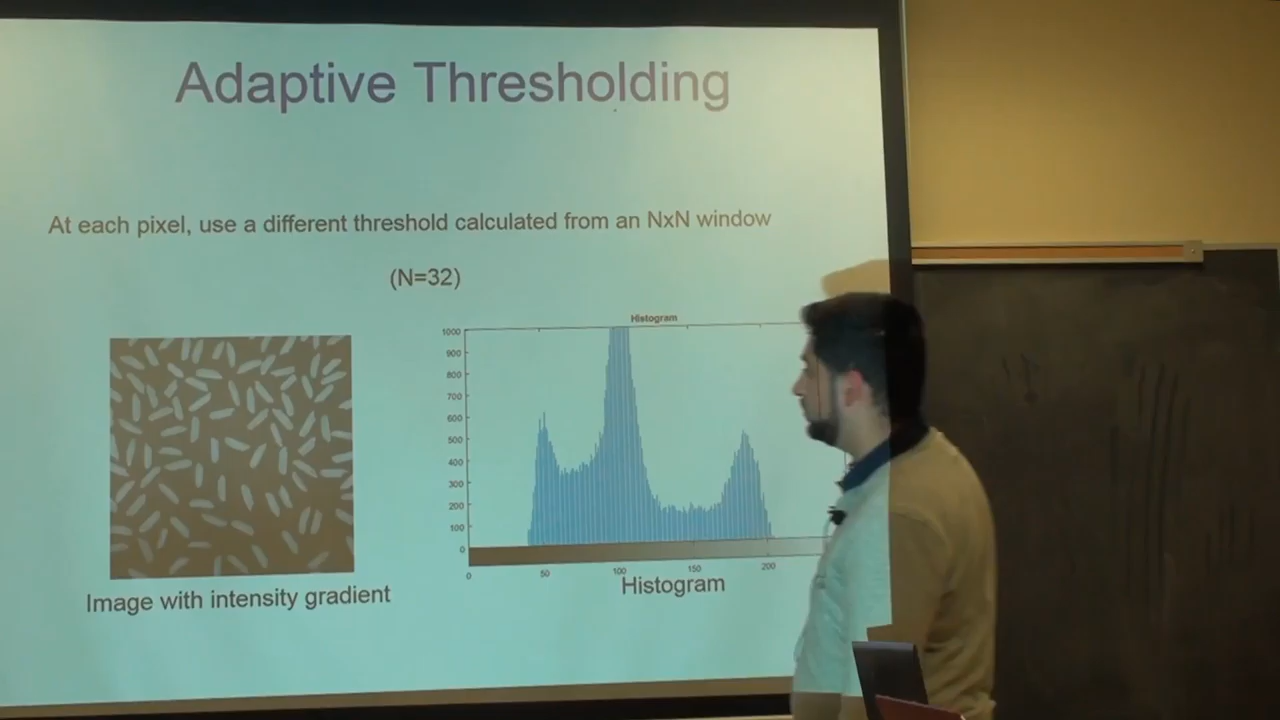 Adaptive Thresholding
At each pixel, use a different threshold calculated from an NxN window
(N=32)
Histogram
1000
900
800
700
600
500
400
300
200
100
0
0 50 100 150 200
Image with intensity gradient
Histogram